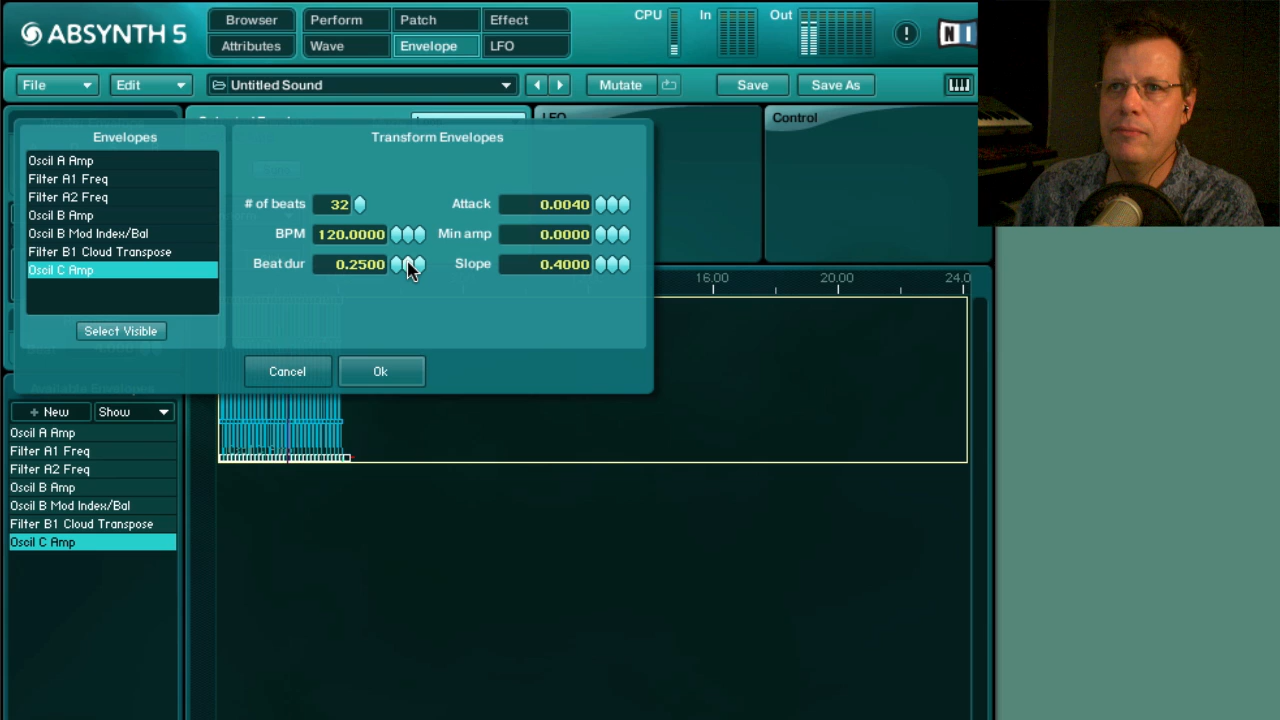 ABSYNTH 5
Browser
Attributes
Perform
Patch
Effect
Wave
Envelope
LFO
CPU
In
Out
NI
File
Edit
Untitled Sound
Mutate
Save
Save As
LFO
Control
Envelopes
Oscil A Amp
Filter A1 Freq
Filter A2 Freq
Oscil B Amp
Oscil B Mod Index/Bal
Filter B1 Cloud Transpose
Oscil C Amp
Select Visible
Transform Envelopes
# of beats 32
Attack 0.0040
BPM 120.0000
Min amp 0.0000
Beat dur 0.2500
Slope 0.4000
Cancel
Ok
16.00
20.00
24.0
Available Envelopes
+ New
Show
Oscil A Amp
Filter A1 Freq
Filter A2 Freq
Oscil B Amp
Oscil B Mod Index/Bal
Filter B1 Cloud Transpose
Oscil C Amp